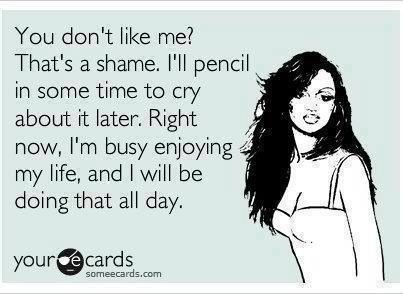 You don't like me?
That's a shame. I'll pencil
in some time to cry
about it later. Right
now, I'm busy enjoying
my life, and I will be
doing that all day.
your e cards
someecards.com